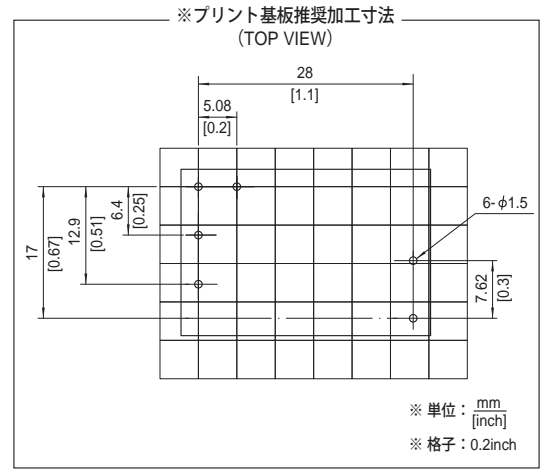 ※プリント基板推奨加工寸法
（TOP VIEW）
28
[1.1]
5.08
[0.2]
6-φ1.5
17
[0.67]
12.9
[0.51]
6.4
[0.25]
7.62
[0.3]
※ 単位：mm
[inch]
※ 格子：0.2inch